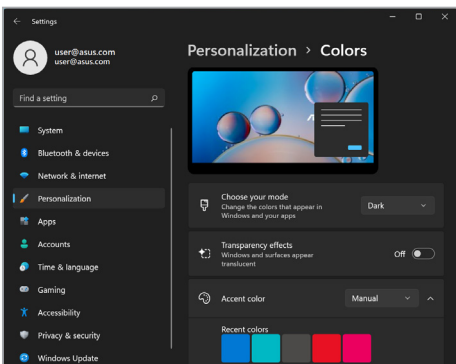 Settings
user@asus.com
user@asus.com
Find a setting
System
Bluetooth & devices
Network & internet
Personalization
Apps
Accounts
Time & language
Gaming
Accessibility
Privacy & security
Windows Update
Personalization > Colors
Choose your mode
Change the colors that appear in
Windows and your apps
Dark
Transparency effects
Windows and surfaces appear
translucent
Off
Accent color
Manual
Recent colors